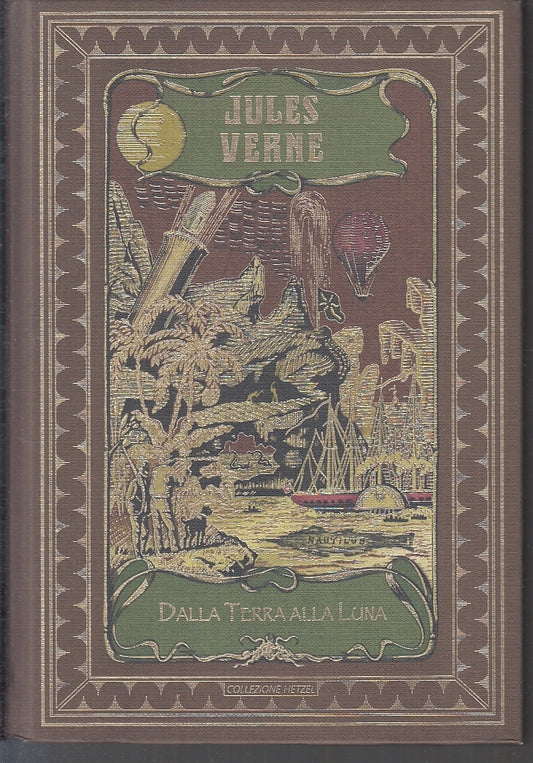 JULES
VERNE
NAUTILUS
DALLA TERRA ALLA LUNA
COLLEZIONE HETZEL